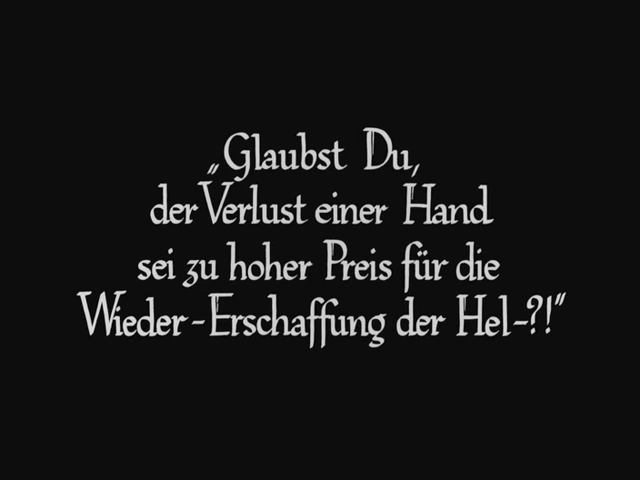 „Glaubst Du,
der Verlust einer Hand
sei zu hoher Preis für die
Wieder-Erschaffung der Hel-?!"